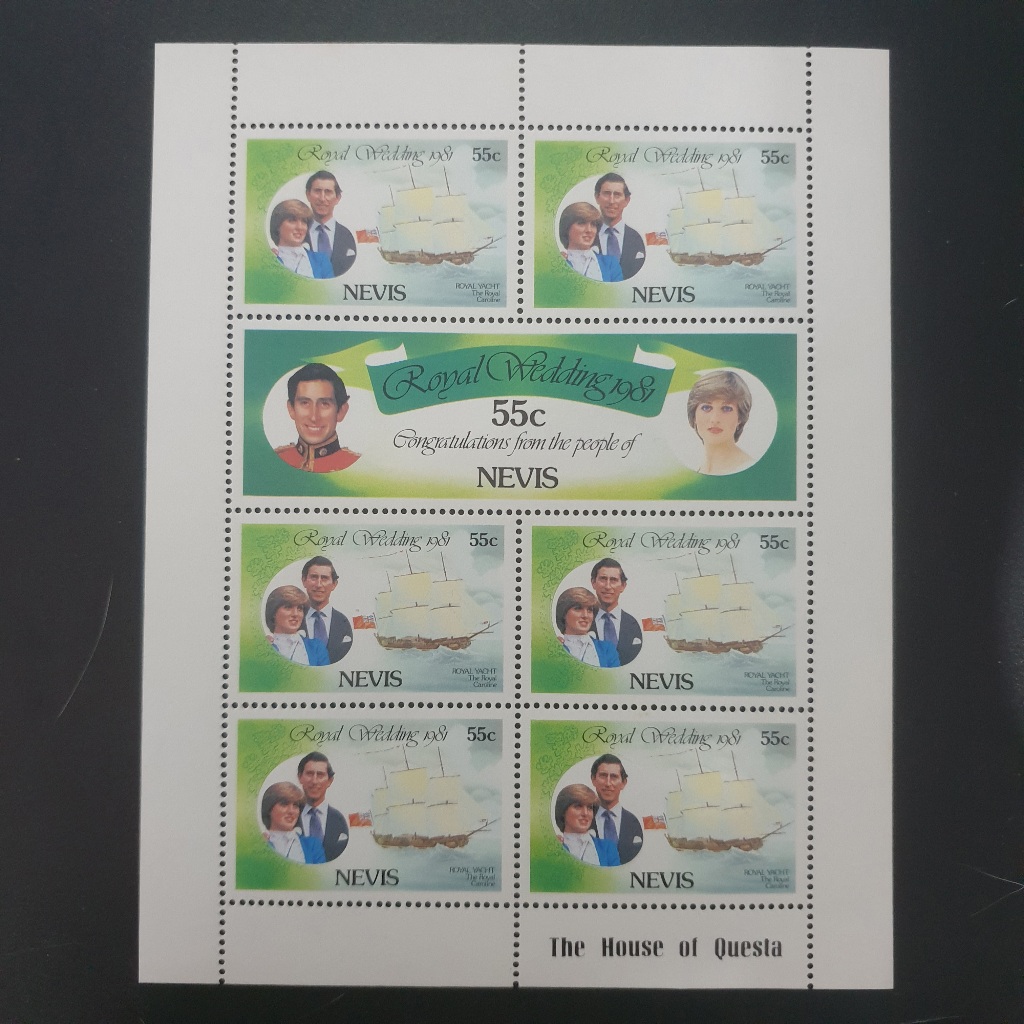 Royal Wedding 1981 55c
ROYAL YACHT
The Royal
Caroline
NEVIS
Royal Wedding 1981 55c
ROYAL YACHT
The Royal
Caroline
NEVIS
Royal Wedding 1981
55c
Congratulations from the people of
NEVIS
Royal Wedding 1981 55c
ROYAL YACHT
The Royal
Caroline
NEVIS
Royal Wedding 1981 55c
ROYAL YACHT
The Royal
Caroline
NEVIS
Royal Wedding 1981 55c
ROYAL YACHT
The Royal
Caroline
NEVIS
Royal Wedding 1981 55c
ROYAL YACHT
The Royal
Caroline
NEVIS
The House of Questa